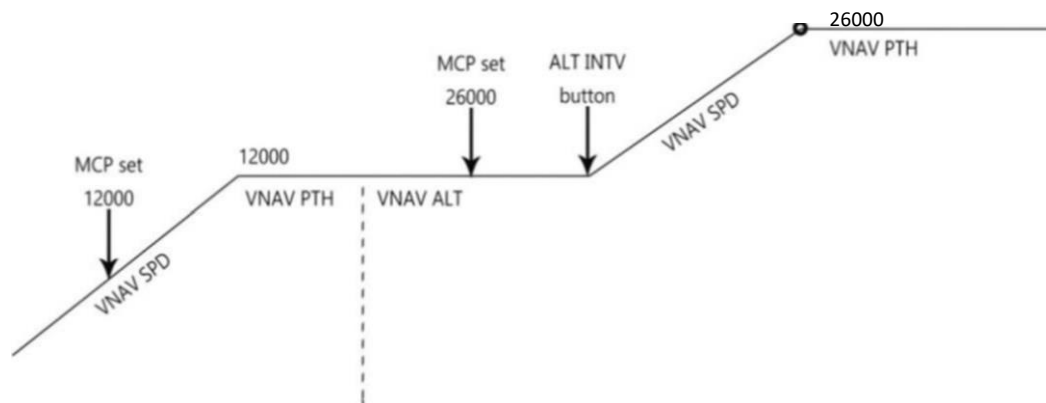 26000
VNAV PTH
MCP set
26000
ALT INTV
button
VNAV SPD
MCP set
12000
12000
VNAV PTH
VNAV ALT
VNAV SPD